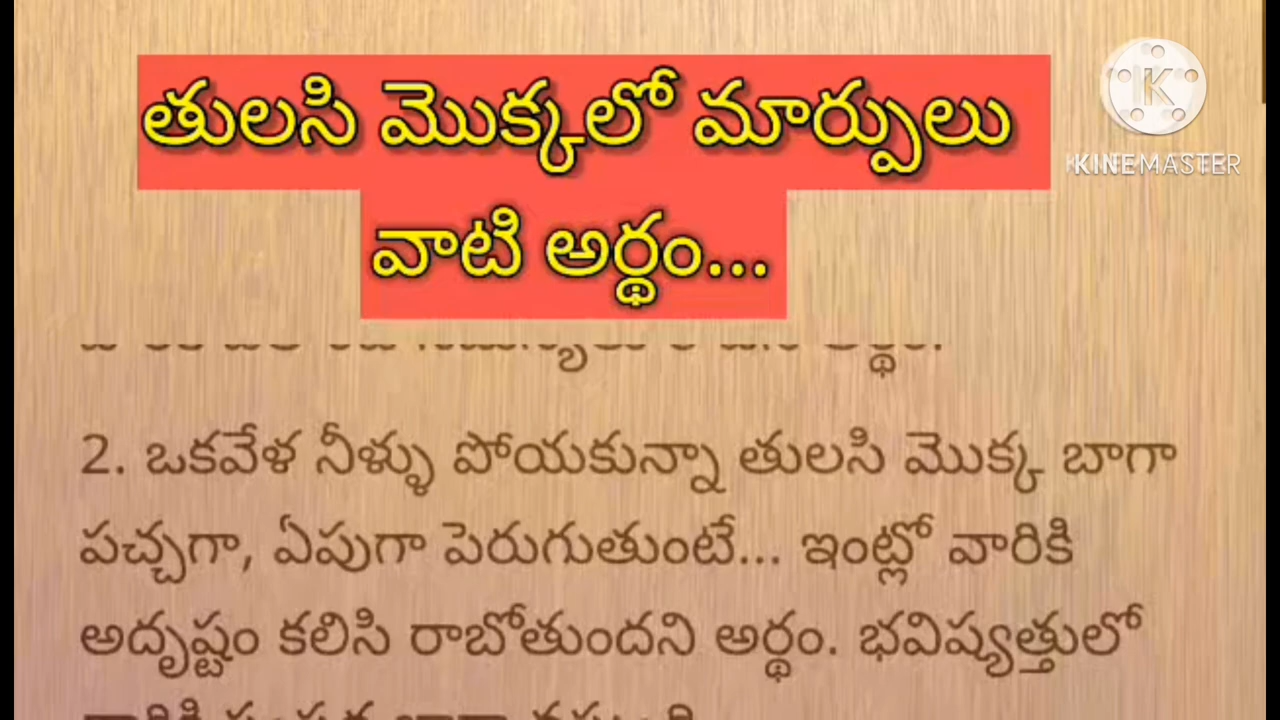 తులసి మొక్కలో మార్పులు
వాటి అర్థం...
KINEMASTER
2. ఒకవేళ నీళ్ళు పోయకున్నా తులసి మొక్క బాగా
పచ్చగా, ఏపుగా పెరుగుతుంటే... ఇంట్లో వారికి
అదృష్టం కలిసి రాబోతుందని అర్థం. భవిష్యత్తులో